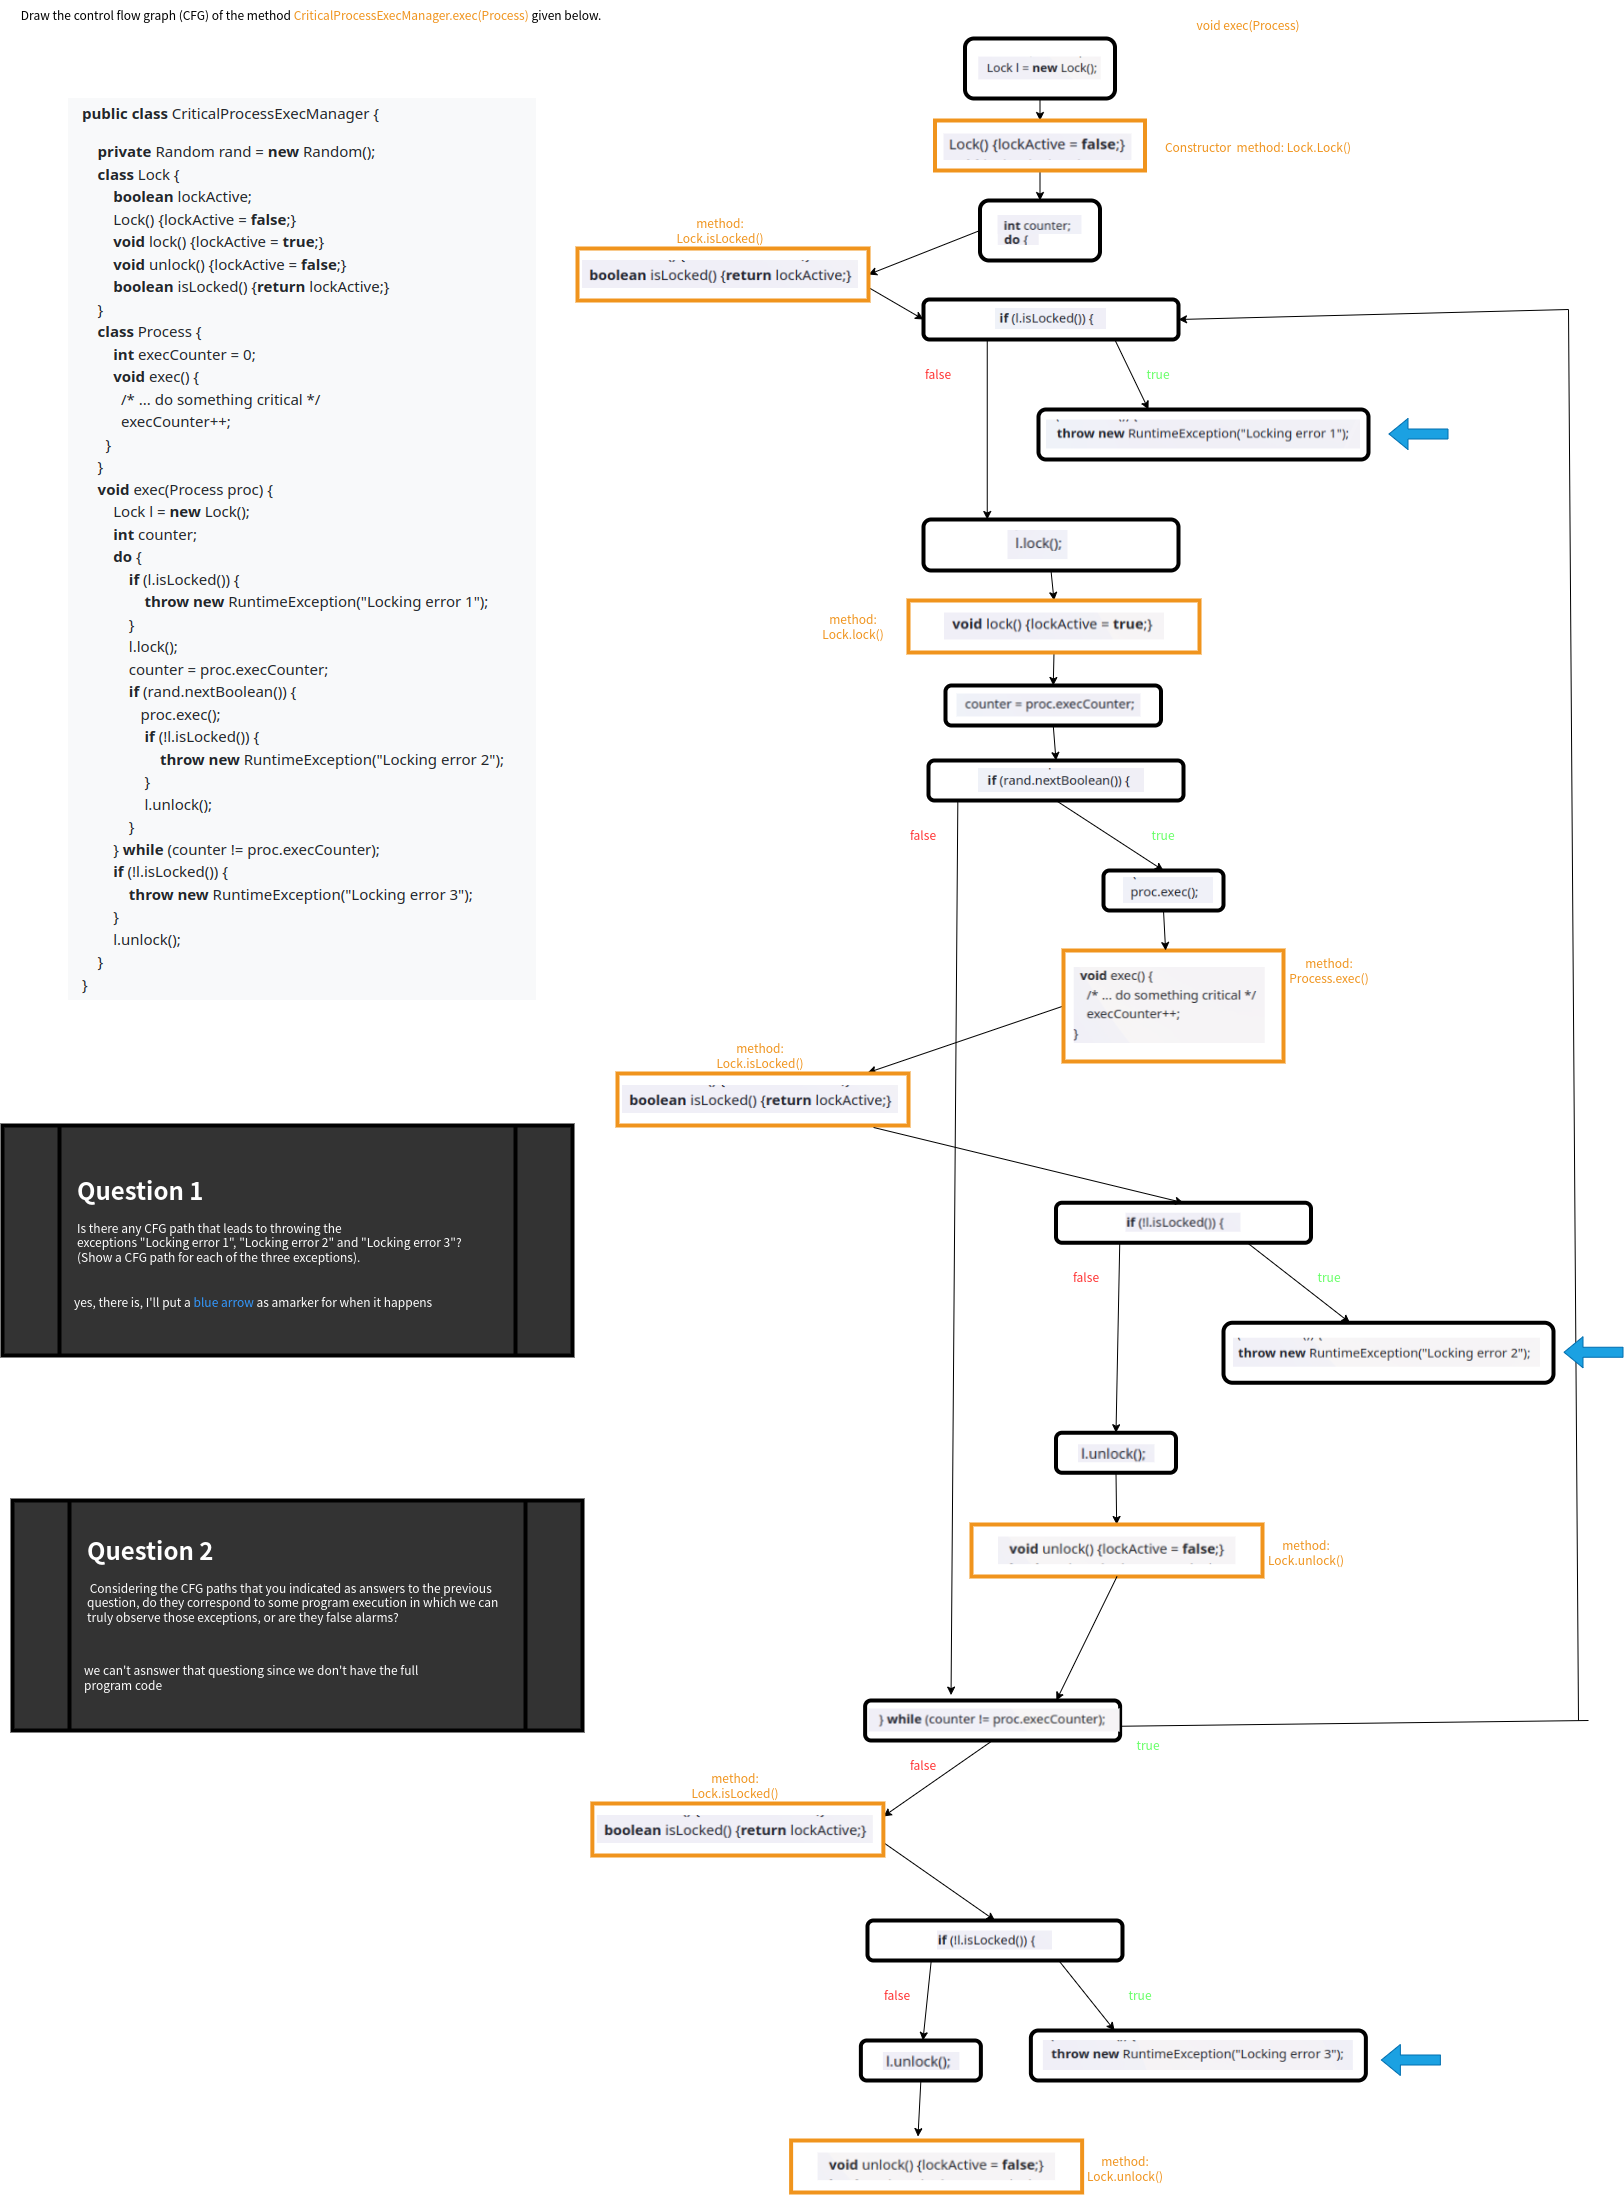 Draw the control flow graph (CFG) of the method CriticalProcessExecManager.exec(Process) given below.
public class CriticalProcessExecManager {
private Random rand = new Random();
class Lock {
boolean lockActive;
Lock() {lockActive = false;}
void lock() {lockActive = true;}
void unlock() {lockActive = false;}
boolean isLocked() {return lockActive;}
}
class Process {
int execCounter = 0;
void exec() {
/* ... do something critical */
execCounter++;
}
}
void exec(Process proc) {
Lock l = new Lock();
int counter;
do {
if (l.isLocked()) {
throw new RuntimeException("Locking error 1");
}
l.lock();
counter = proc.execCounter;
if (rand.nextBoolean()) {
proc.exec();
if (!l.isLocked()) {
throw new RuntimeException("Locking error 2");
}
l.unlock();
}
} while (counter != proc.execCounter);
if (!l.isLocked()) {
throw new RuntimeException("Locking error 3");
}
l.unlock();
}
}
Question 1
Is there any CFG path that leads to throwing the
exceptions "Locking error 1", "Locking error 2" and "Locking error 3"?
(Show a CFG path for each of the three exceptions).
yes, there is, I'll put a blue arrow as amarker for when it happens
Question 2
Considering the CFG paths that you indicated as answers to the previous
question, do they correspond to some program execution in which we can
truly observe those exceptions, or are they false alarms?
we can't asnswer that questiong since we don't have the full
program code
void exec(Process)
Lock l = new Lock();
Lock() {lockActive = false;}
Constructor method: Lock.Lock()
int counter;
do {
method:
Lock.isLocked()
boolean isLocked() {return lockActive;}
if (l.isLocked()) {
false
true
throw new RuntimeException("Locking error 1");
l.lock();
method:
Lock.lock()
void lock() {lockActive = true;}
counter = proc.execCounter;
if (rand.nextBoolean()) {
false
true
proc.exec();
void exec() {
/* ... do something critical */
execCounter++;
}
method:
Process.exec()
method:
Lock.isLocked()
boolean isLocked() {return lockActive;}
if (!l.isLocked()) {
false
true
throw new RuntimeException("Locking error 2");
l.unlock();
void unlock() {lockActive = false;}
method:
Lock.unlock()
} while (counter != proc.execCounter);
true
false
method:
Lock.isLocked()
boolean isLocked() {return lockActive;}
if (!l.isLocked()) {
false
true
l.unlock();
throw new RuntimeException("Locking error 3");
void unlock() {lockActive = false;}
method:
Lock.unlock()